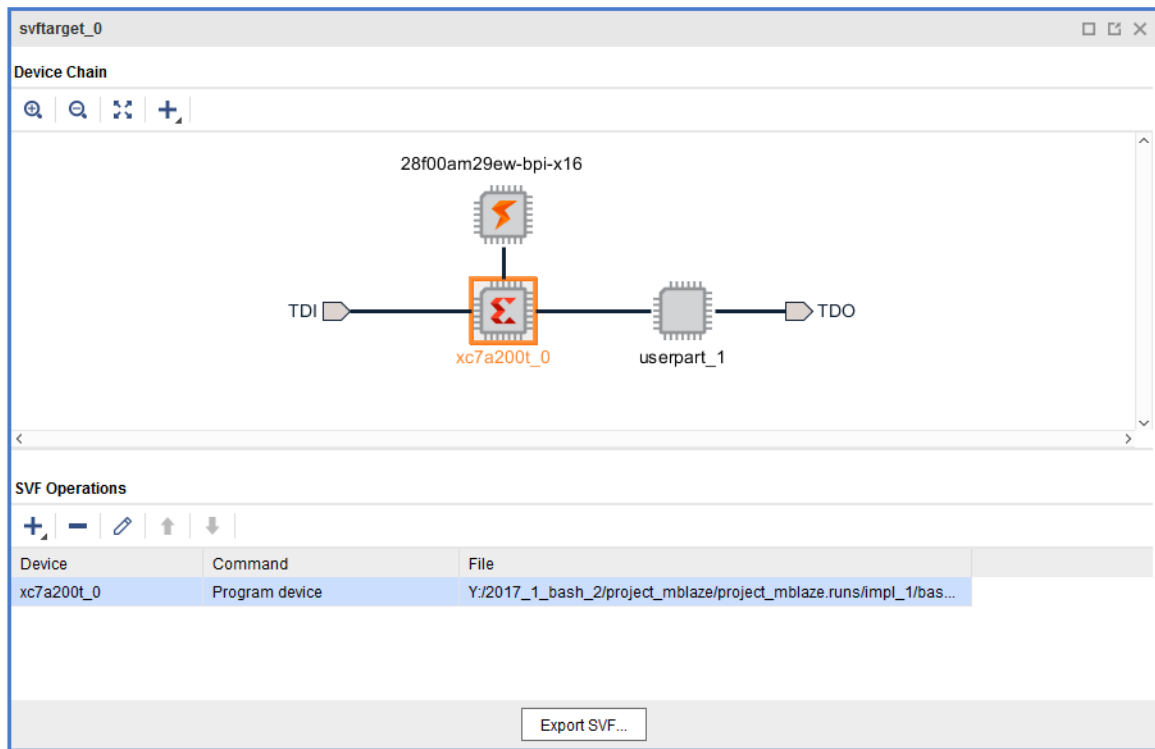 svftarget_0
Device Chain
28f00am29ew-bpi-x16
TDI
TDO
xc7a200t_0
userpart_1
SVF Operations
Device Command File
xc7a200t_0 Program device Y:/2017_1_bash_2/project_mblaze/project_mblaze.runs/impl_1/bas...
Export SVF...